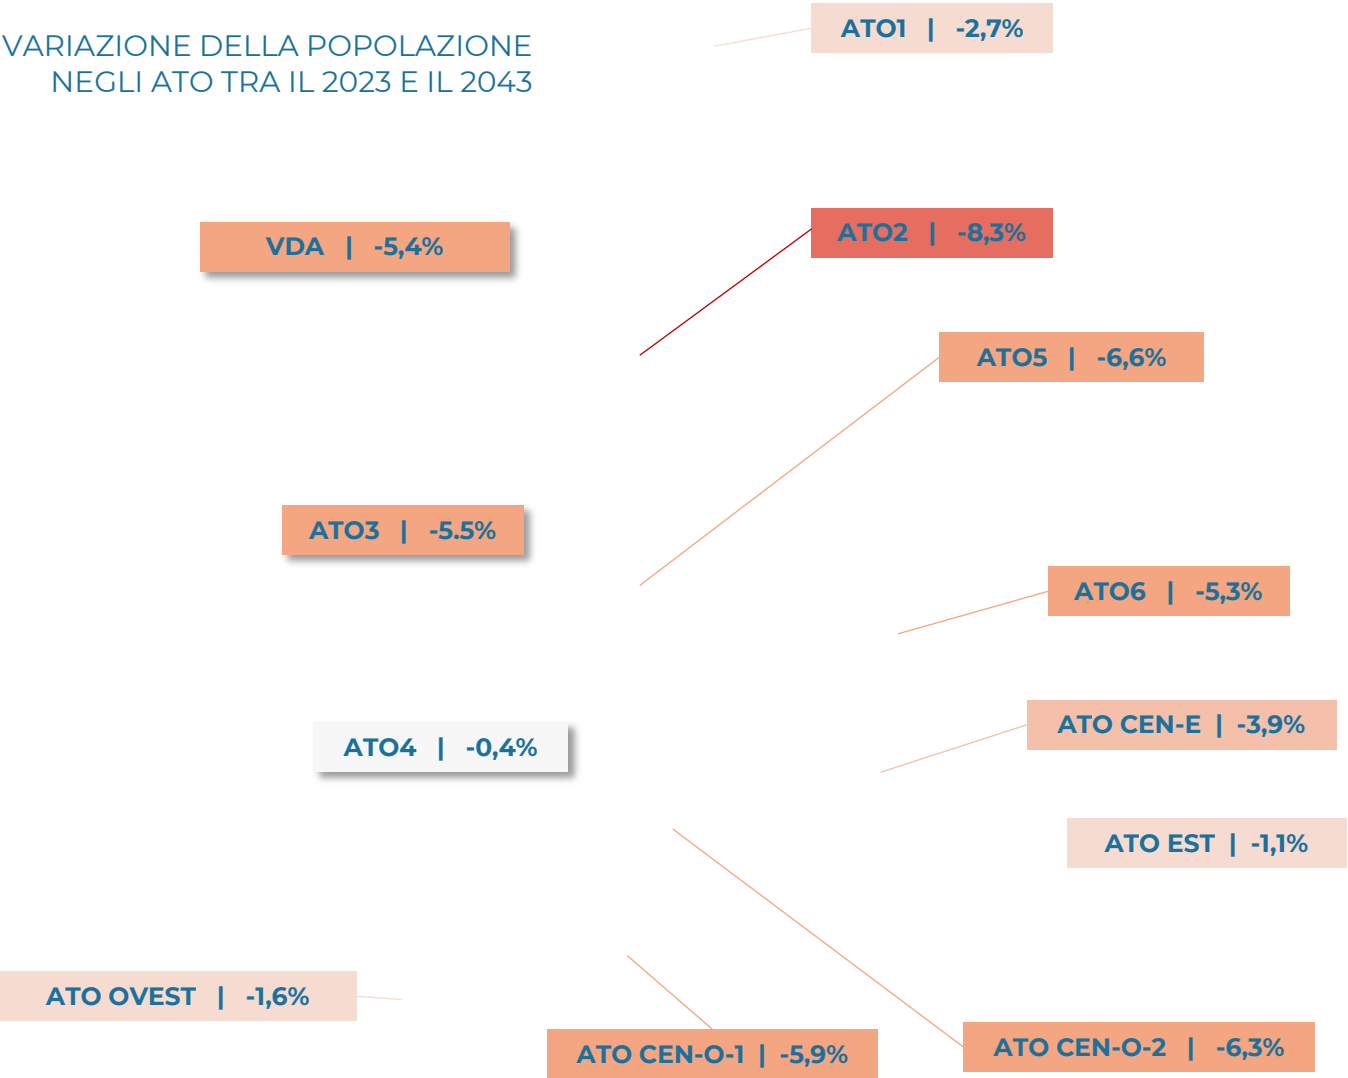 VARIAZIONE DELLA POPOLAZIONE
NEGLI ATO TRA IL 2023 E IL 2043
ATO1 | -2,7%
VDA | -5,4%
ATO2 | -8,3%
ATO5 | -6,6%
ATO3 | -5.5%
ATO6 | -5,3%
ATO4 | -0,4%
ATO CEN-E | -3,9%
ATO EST | -1,1%
ATO OVEST | -1,6%
ATO CEN-O-1 | -5,9%
ATO CEN-O-2 | -6,3%